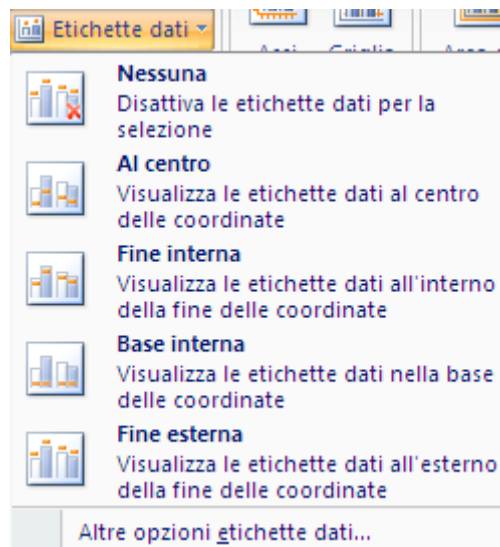 Etichette dati
Nessuna
Disattiva le etichette dati per la
selezione
Al centro
Visualizza le etichette dati al centro
delle coordinate
Fine interna
Visualizza le etichette dati all'interno
della fine delle coordinate
Base interna
Visualizza le etichette dati nella base
delle coordinate
Fine esterna
Visualizza le etichette dati all'esterno
della fine delle coordinate
Altre opzioni etichette dati...